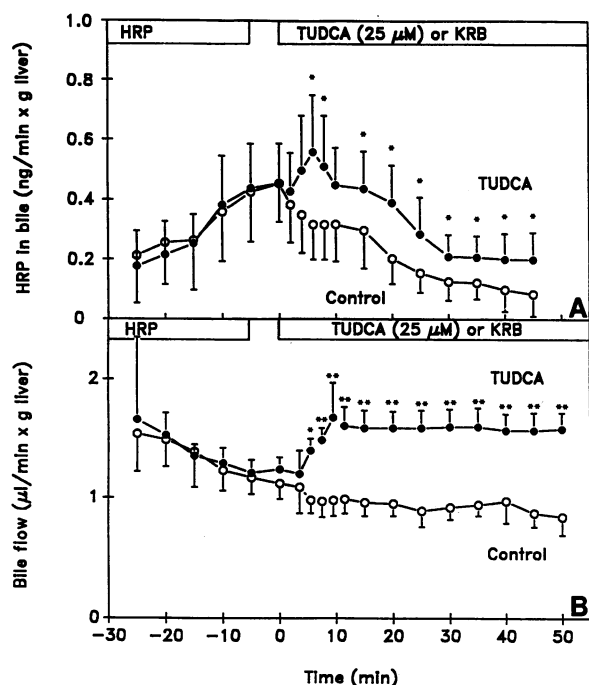 HRP
TUDCA (25 µM) or KRB
1.0
0.8
0.6
0.4
0.2
0
HRP in bile (ng/min x g liver)
* * * * * * * * *
TUDCA
Control
A
HRP
TUDCA (25 µM) or KRB
2
1
0
Bile flow (µl/min x g liver)
* ** ** ** ** ** ** ** ** ** ** **
TUDCA
Control
B
−30 −20 −10 0 10 20 30 40 50
Time (min)